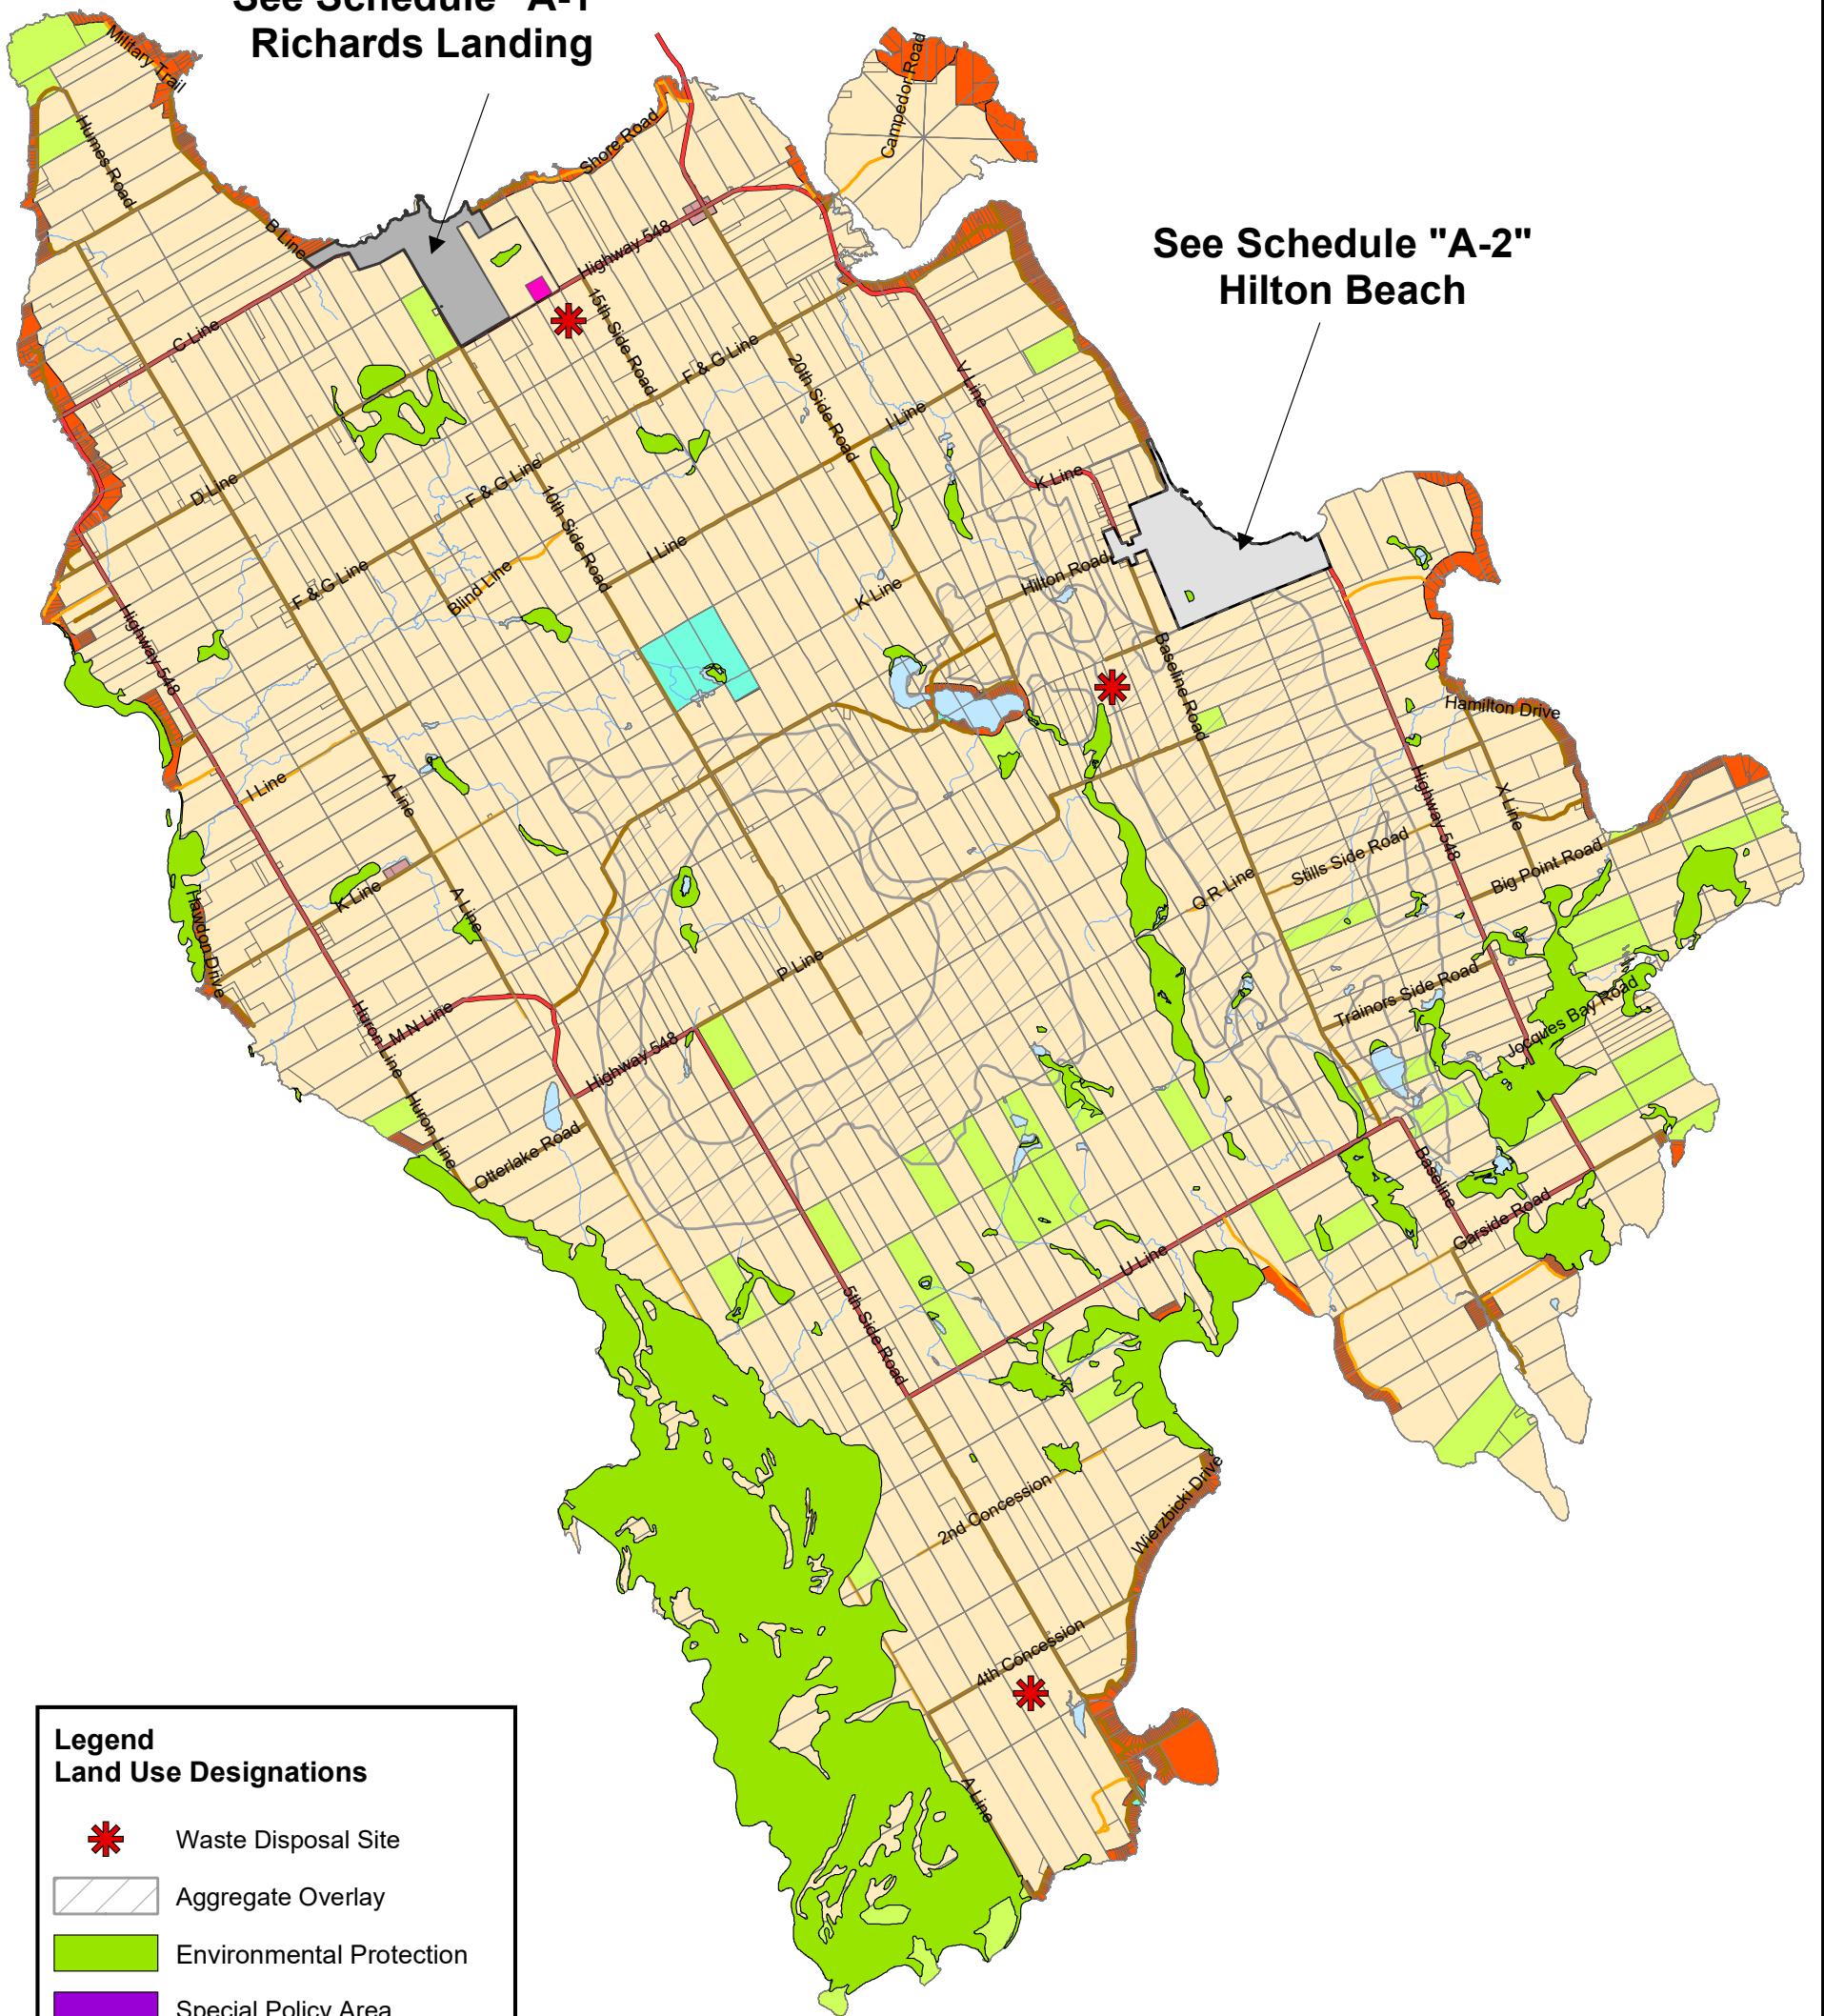 See Schedule "A-1"
Richards Landing
See Schedule "A-2"
Hilton Beach
Military Trail
Humes Road
B Line
Shore Road
Campedor Road
Highway 548
C Line
15th Side Road
F & G Line
20th Side Road
V Line
I Line
D Line
F & G Line
10th Side Road
K Line
I Line
Hilton Road
F & G Line
Blind Line
K Line
Highway 548
Baseline Road
Hamilton Drive
I Line
A Line
Highway 548
X Line
Stills Side Road
Big Point Road
Q R Line
K Line
A Line
Hawdon Drive
P Line
Trainors Side Road
Jocques Bay Road
Huron Line
M N Line
Highway 548
Huron Line
Otterlake Road
Baseline
Garside Road
U Line
5th Side Road
2nd Concession
Wierzbicki Drive
4th Concession
A Line
Legend
Land Use Designations
Waste Disposal Site
Aggregate Overlay
Environmental Protection
Special Policy Area